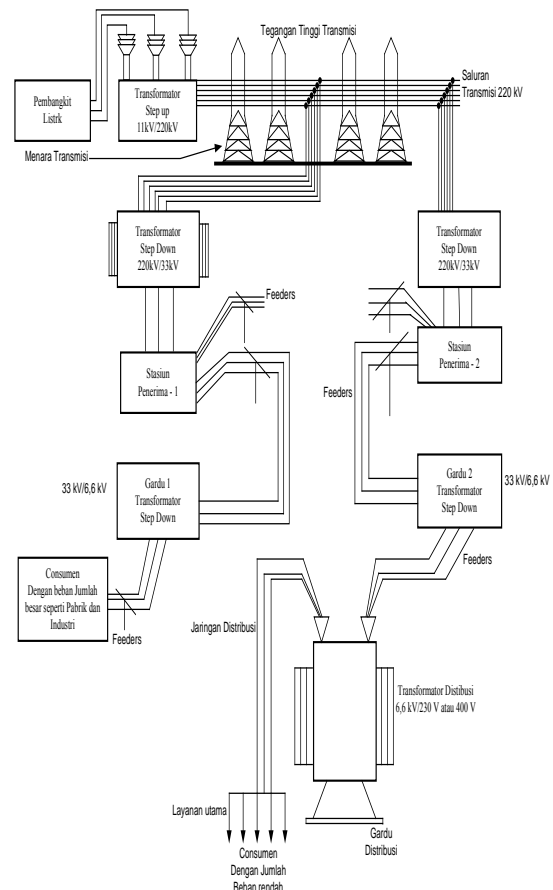 Tegangan Tinggi Transmisi
Pembangkit
Listrk
Transformator
Step up
11kV/220kV
Saluran
Transmisi 220 kV
Menara Transmisi
Transformator
Step Down
220kV/33kV
Transformator
Step Down
220kV/33kV
Feeders
Stasiun
Penerima - 1
Stasiun
Penerima - 2
Feeders
33 kV/6,6 kV
Gardu 1
Transformator
Step Down
Gardu 2
Transformator
Step Down
33 kV/6,6 kV
Consumen
Dengan beban Jumlah
besar seperti Pabrik dan
Industri
Feeders
Feeders
Jaringan Distribusi
Transformator Distibusi
6,6 kV/230 V atau 400 V
Layanan utama
Gardu
Distribusi
Consumen
Dengan Jumlah
Beban rendah